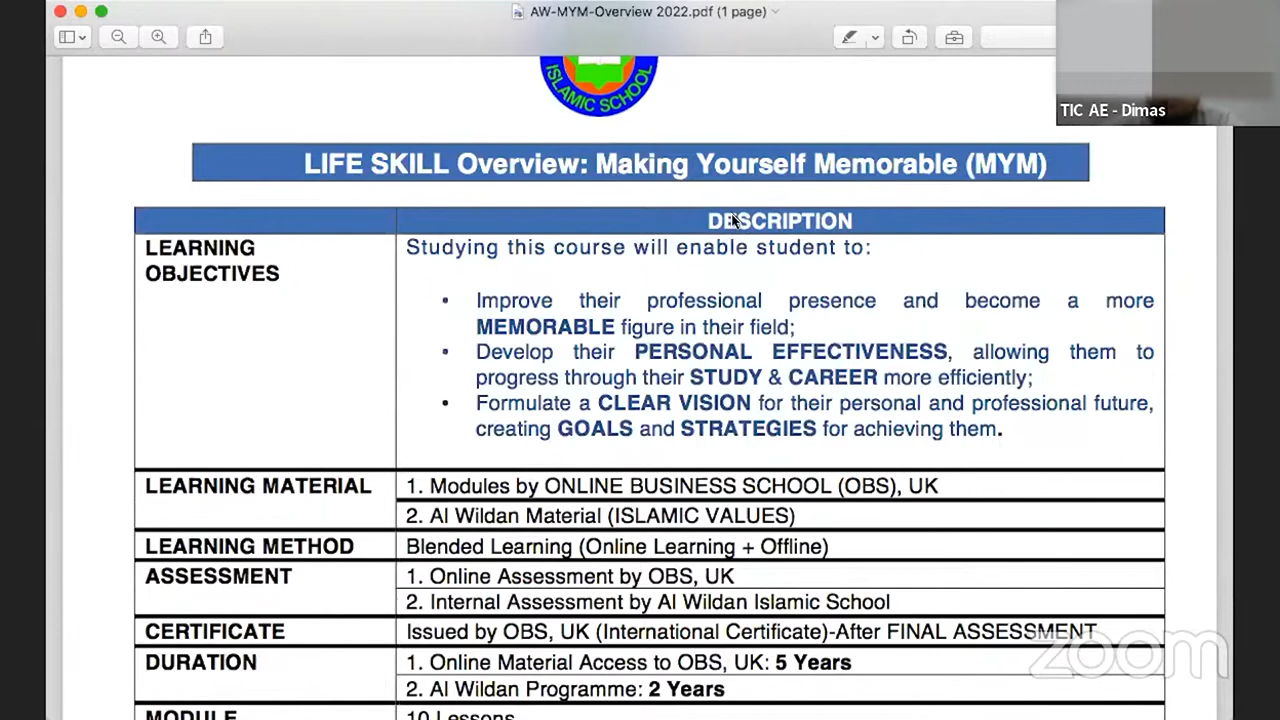 AW-MYM-Overview 2022.pdf (1 page)
TIC AE - Dimas
ISLAMIC SCHOOL
LIFE SKILL Overview: Making Yourself Memorable (MYM)
DESCRIPTION
LEARNING
OBJECTIVES
Studying this course will enable student to:
• Improve their professional presence and become a more
MEMORABLE figure in their field;
• Develop their PERSONAL EFFECTIVENESS, allowing them to
progress through their STUDY & CAREER more efficiently;
• Formulate a CLEAR VISION for their personal and professional future,
creating GOALS and STRATEGIES for achieving them.
LEARNING MATERIAL
1. Modules by ONLINE BUSINESS SCHOOL (OBS), UK
2. Al Wildan Material (ISLAMIC VALUES)
LEARNING METHOD
Blended Learning (Online Learning + Offline)
ASSESSMENT
1. Online Assessment by OBS, UK
2. Internal Assessment by Al Wildan Islamic School
CERTIFICATE
Issued by OBS, UK (International Certificate)-After FINAL ASSESSMENT
DURATION
1. Online Material Access to OBS, UK: 5 Years
2. Al Wildan Programme: 2 Years
MODULE
10 Lessons
zoom